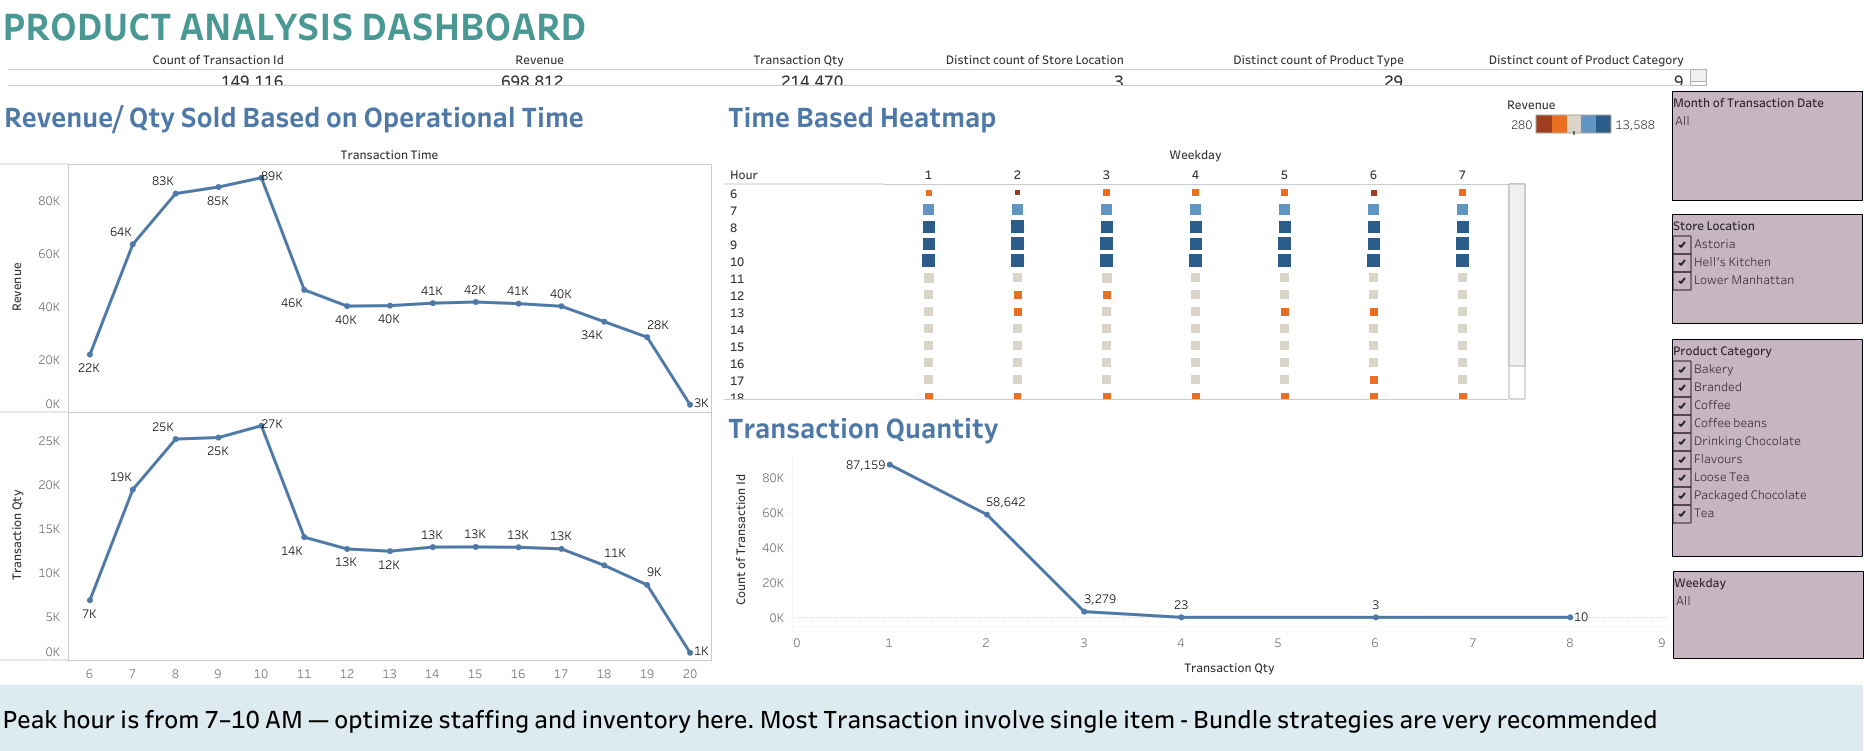 PRODUCT ANALYSIS DASHBOARD
Count of Transaction Id Revenue Transaction Qty Distinct count of Store Location Distinct count of Product Type Distinct count of Product Category
149,116 698,812 214,470 3 29 9
Revenue/ Qty Sold Based on Operational Time
Transaction Time
Revenue
80K
60K
40K
20K
0K
22K 64K 83K 85K 89K 46K 40K 40K 41K 42K 41K 40K 34K 28K 3K
Transaction Qty
25K
20K
15K
10K
5K
0K
7K 19K 25K 25K 27K 14K 13K 12K 13K 13K 13K 13K 11K 9K 1K
6 7 8 9 10 11 12 13 14 15 16 17 18 19 20
Time Based Heatmap
Revenue
280 13,588
Weekday
Hour 1 2 3 4 5 6 7
6
7
8
9
10
11
12
13
14
15
16
17
18
Transaction Quantity
Count of Transaction Id
80K
60K
40K
20K
0K
87,159 58,642 3,279 23 3 10
0 1 2 3 4 5 6 7 8 9
Transaction Qty
Month of Transaction Date
All
Store Location
Astoria
Hell's Kitchen
Lower Manhattan
Product Category
Bakery
Branded
Coffee
Coffee beans
Drinking Chocolate
Flavours
Loose Tea
Packaged Chocolate
Tea
Weekday
All
Peak hour is from 7–10 AM — optimize staffing and inventory here. Most Transaction involve single item - Bundle strategies are very recommended